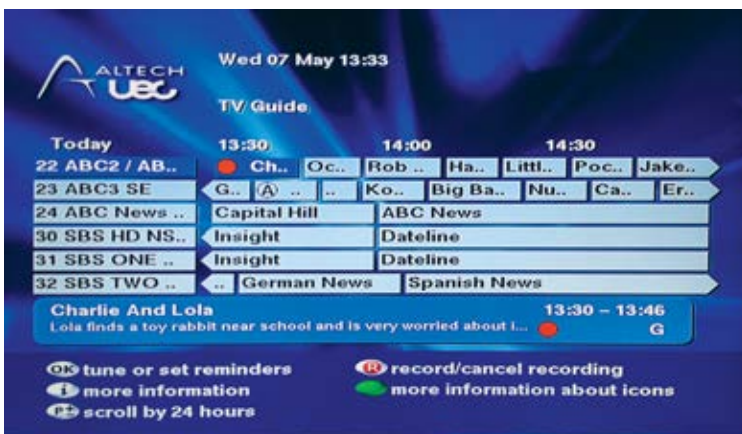 ALTECH
UEC
Wed 07 May 13:33
TV Guide
Today 13:30 14:00 14:30
22 ABC2 / AB.. Ch.. Oc.. Rob .. Ha.. Littl.. Poc.. Jake..
23 ABC3 SE G.. A .. .. Ko.. Big Ba.. Nu.. Ca.. Er..
24 ABC News .. Capital Hill ABC News
30 SBS HD NS.. Insight Dateline
31 SBS ONE .. Insight Dateline
32 SBS TWO .. .. German News Spanish News
Charlie And Lola 13:30 – 13:46
Lola finds a toy rabbit near school and is very worried about i... G
OK tune or set reminders R record/cancel recording
i more information more information about icons
P± scroll by 24 hours